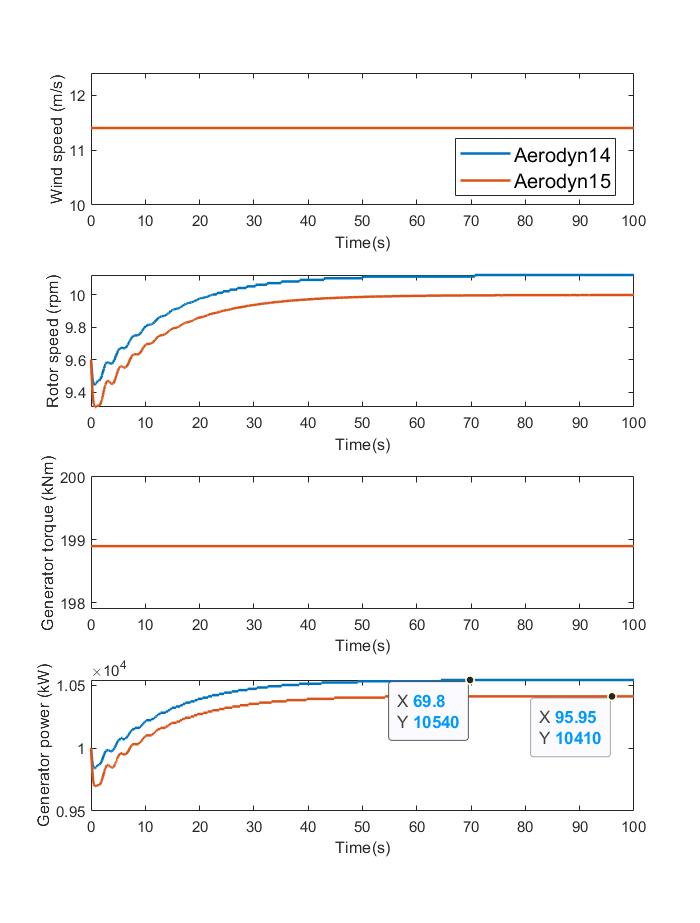 Wind speed (m/s)
12
11
10
Aerodyn14
Aerodyn15
0 10 20 30 40 50 60 70 80 90 100
Time(s)
Rotor speed (rpm)
10
9.8
9.6
9.4
0 10 20 30 40 50 60 70 80 90 100
Time(s)
Generator torque (kNm)
200
199
198
0 10 20 30 40 50 60 70 80 90 100
Time(s)
Generator power (kW)
×10⁴
1.05
1
0.95
X 69.8
Y 10540
X 95.95
Y 10410
0 10 20 30 40 50 60 70 80 90 100
Time(s)